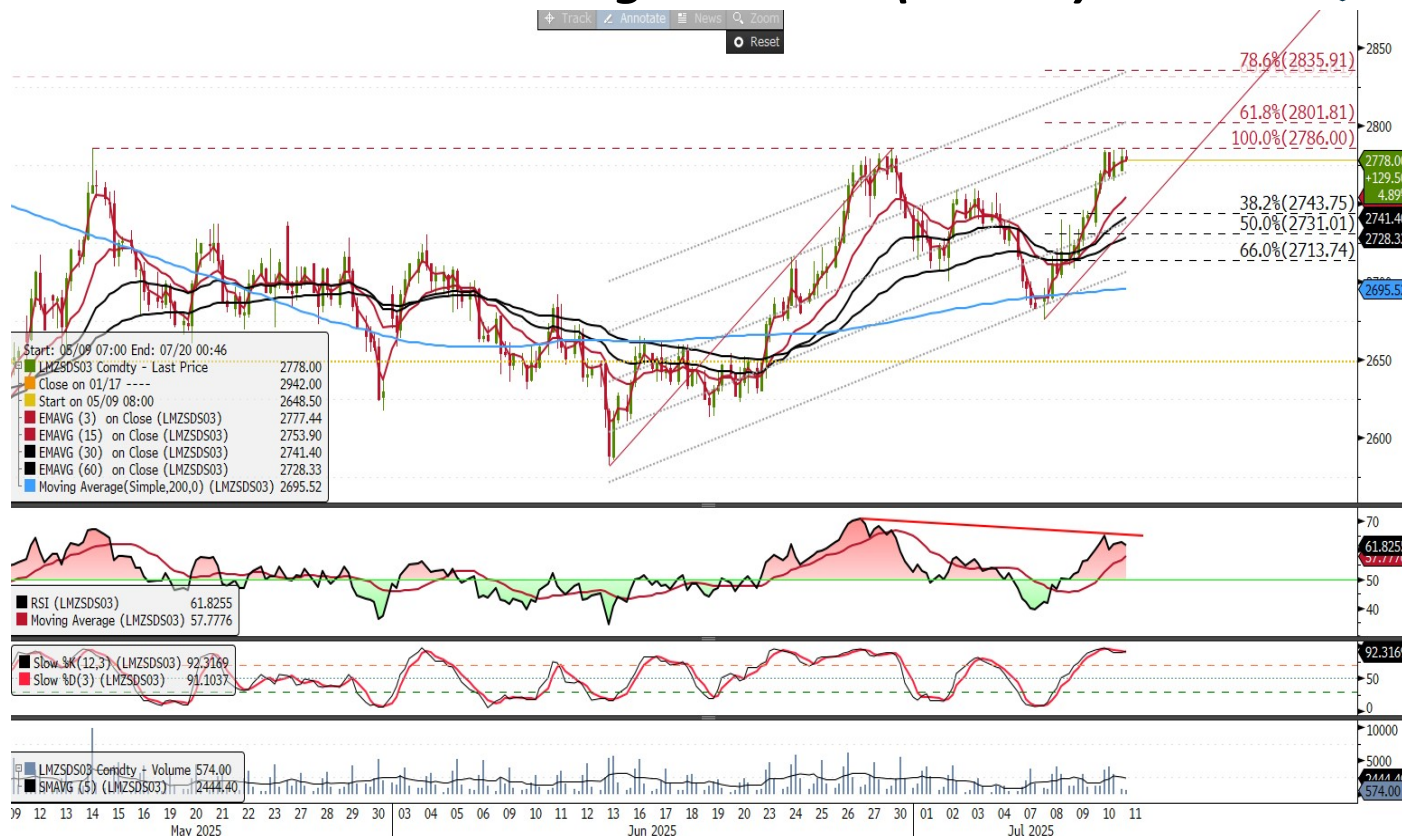 Track Annotate News Zoom
Reset
2850
78.6%(2835.91)
61.8%(2801.81)
2800
100.0%(2786.00)
2778.00
+129.50
4.89%
38.2%(2743.75)
50.0%(2731.01)
2741.40
2728.33
66.0%(2713.74)
2695.52
2650
2600
Start: 05/09 07:00 End: 07/20 00:46
LMZSDS03 Comdty - Last Price 2778.00
Close on 01/17 ---- 2942.00
Start on 05/09 08:00 2648.50
EMAVG (3) on Close (LMZSDS03) 2777.44
EMAVG (15) on Close (LMZSDS03) 2753.90
EMAVG (30) on Close (LMZSDS03) 2741.40
EMAVG (60) on Close (LMZSDS03) 2728.33
Moving Average(Simple,200,0) (LMZSDS03) 2695.52
70
61.8255
57.7776
50
40
RSI (LMZSDS03) 61.8255
Moving Average (LMZSDS03) 57.7776
Slow %K(12,3) (LMZSDS03) 92.3169
Slow %D(3) (LMZSDS03) 91.1037
92.3169
50
0
10000
5000
2444.40
574.00
LMZSDS03 Comdty - Volume 574.00
SMAVG (5) (LMZSDS03) 2444.40
09 12 13 14 15 16 19 20 21 22 23 26 27 28 29 30 02 03 04 05 06 09 10 11 12 13 16 17 18 19 20 23 24 25 26 27 30 01 02 03 04 07 08 09 10 11
May 2025 Jun 2025 Jul 2025